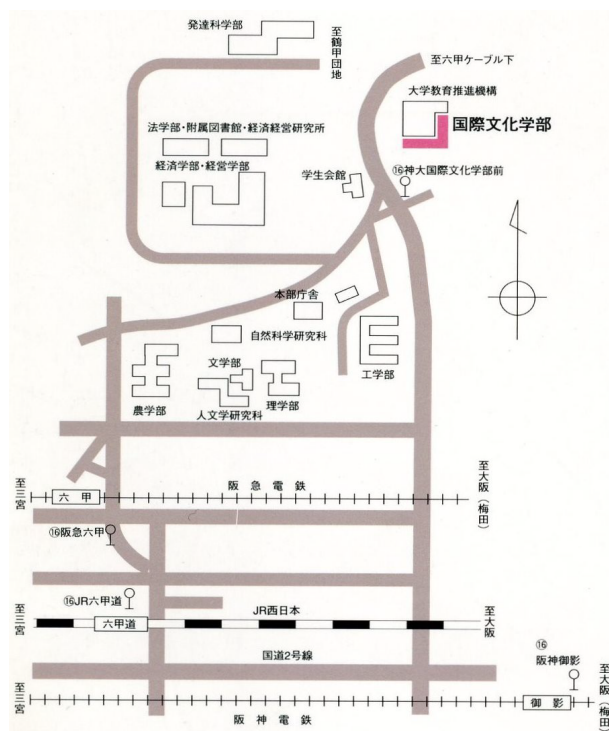 発達科学部
至鶴甲団地
至六甲ケーブル下
大学教育推進機構
国際文化学部
法学部・附属図書館・経済経営研究所
経済学部・経営学部
学生会館
⑯神大国際文化学部前
本部庁舎
自然科学研究科
文学部
理学部
工学部
農学部
人文学研究科
至三宮
六甲
阪急電鉄
至大阪(梅田)
⑯阪急六甲
⑯JR六甲道
JR西日本
至三宮
六甲道
至大阪
国道2号線
⑯
阪神御影
至三宮
阪神電鉄
御影
至大阪(梅田)